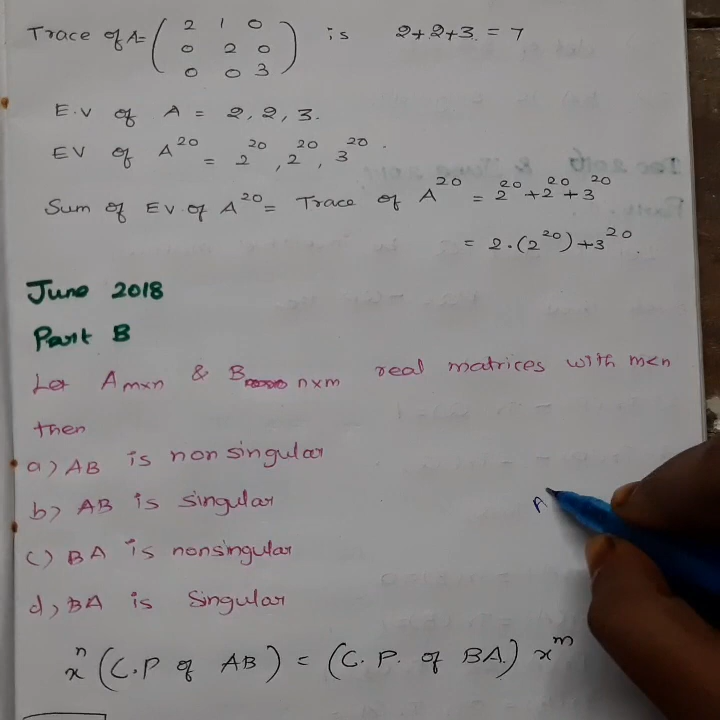 Trace of A = ( 2 1 0 is 2+2+3 = 7
0 2 0
0 0 3 )
E.V of A = 2, 2, 3.
EV of A^20 = 2^20, 2^20, 3^20.
Sum of EV of A^20 = Trace of A^20 = 2^20 + 2^20 + 3^20
= 2.(2^20) + 3^20.
June 2018
Part B
Let A m×n & B n×m real matrices with m<n
then
a) AB is nonsingular
b) AB is singular
c) BA is nonsingular
d) BA is Singular
x^n (C.P of AB) = (C.P. of BA) x^m